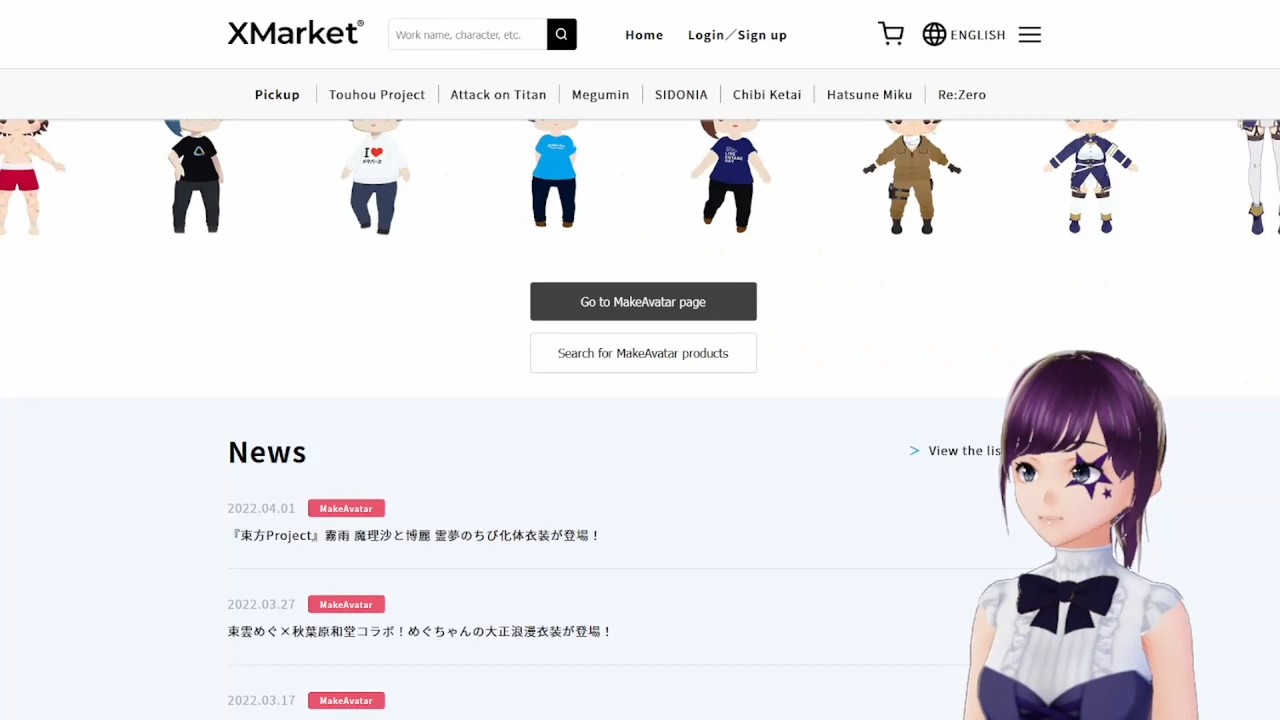 XMarket®
Work name, character, etc.
Home
Login／Sign up
ENGLISH
Pickup
Touhou Project
Attack on Titan
Megumin
SIDONIA
Chibi Ketai
Hatsune Miku
Re:Zero
I ❤
メタバース
Go to MakeAvatar page
Search for MakeAvatar products
News
> View the lis
2022.04.01 MakeAvatar
『東方Project』霧雨 魔理沙と博麗 霊夢のちび化体衣装が登場！
2022.03.27 MakeAvatar
東雲めぐ×秋葉原和堂コラボ！めぐちゃんの大正浪漫衣装が登場！
2022.03.17 MakeAvatar